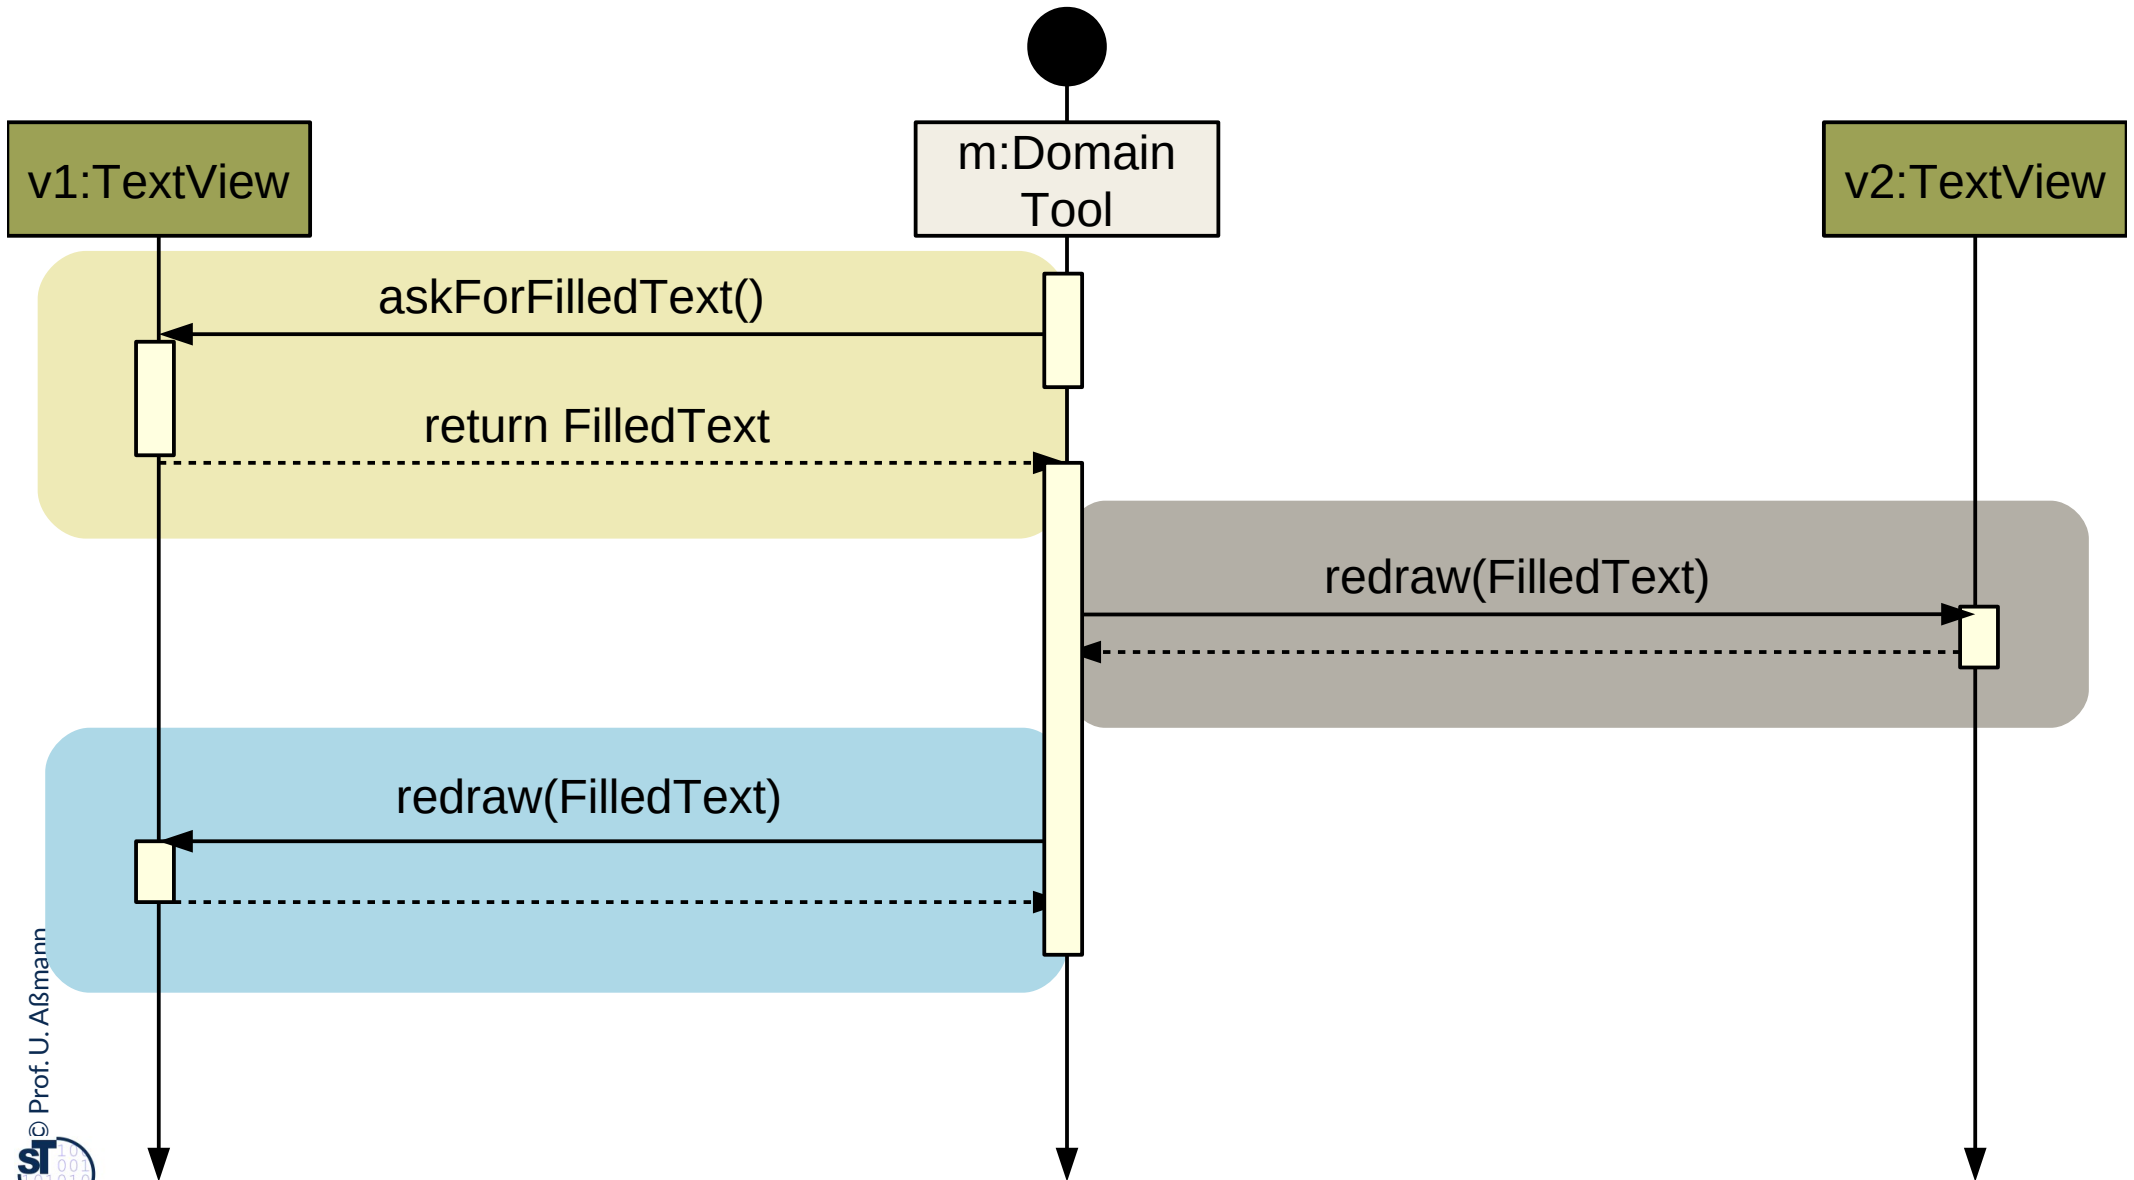 v1:TextView
m:Domain
Tool
v2:TextView
askForFilledText()
return FilledText
redraw(FilledText)
redraw(FilledText)
© Prof. U. Aßmann
ST